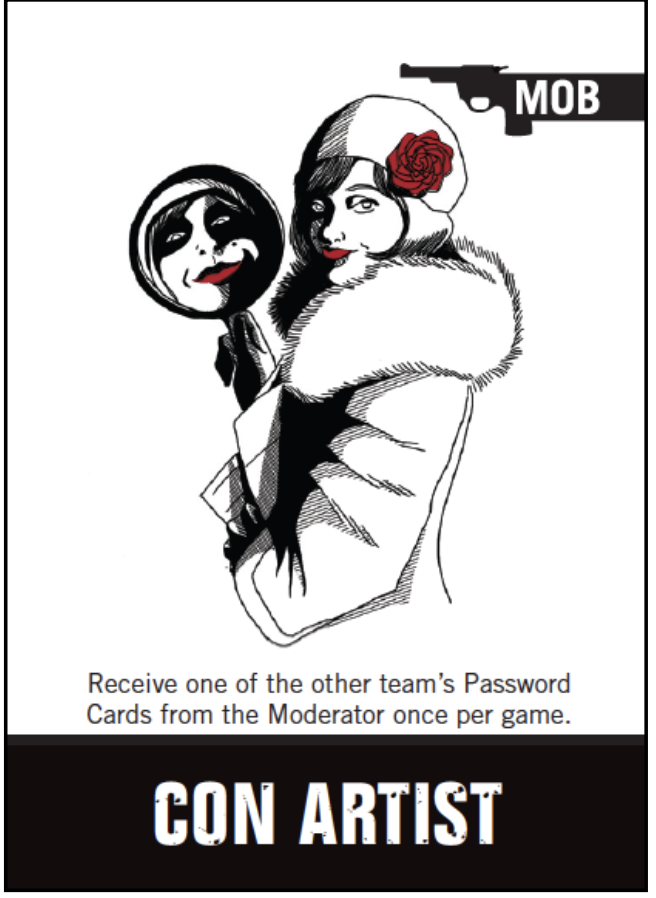 MOB
Receive one of the other team's Password
Cards from the Moderator once per game.
CON ARTIST